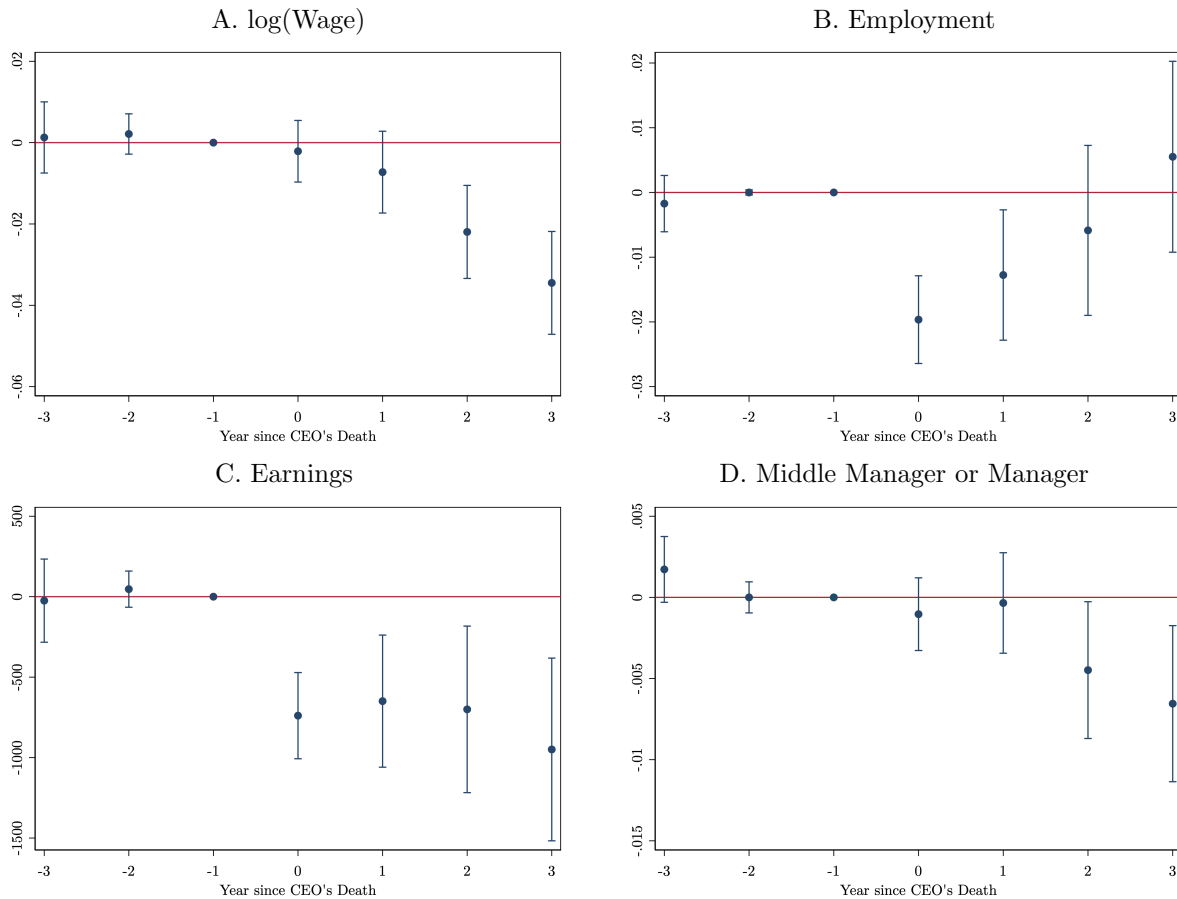 A. log(Wage)
.02
0
-.02
-.04
-.06
-3 -2 -1 0 1 2 3
Year since CEO's Death
B. Employment
.02
.01
0
-.01
-.02
-.03
-3 -2 -1 0 1 2 3
Year since CEO's Death
C. Earnings
500
0
-500
-1000
-1500
-3 -2 -1 0 1 2 3
Year since CEO's Death
D. Middle Manager or Manager
.005
0
-.005
-.01
-.015
-3 -2 -1 0 1 2 3
Year since CEO's Death